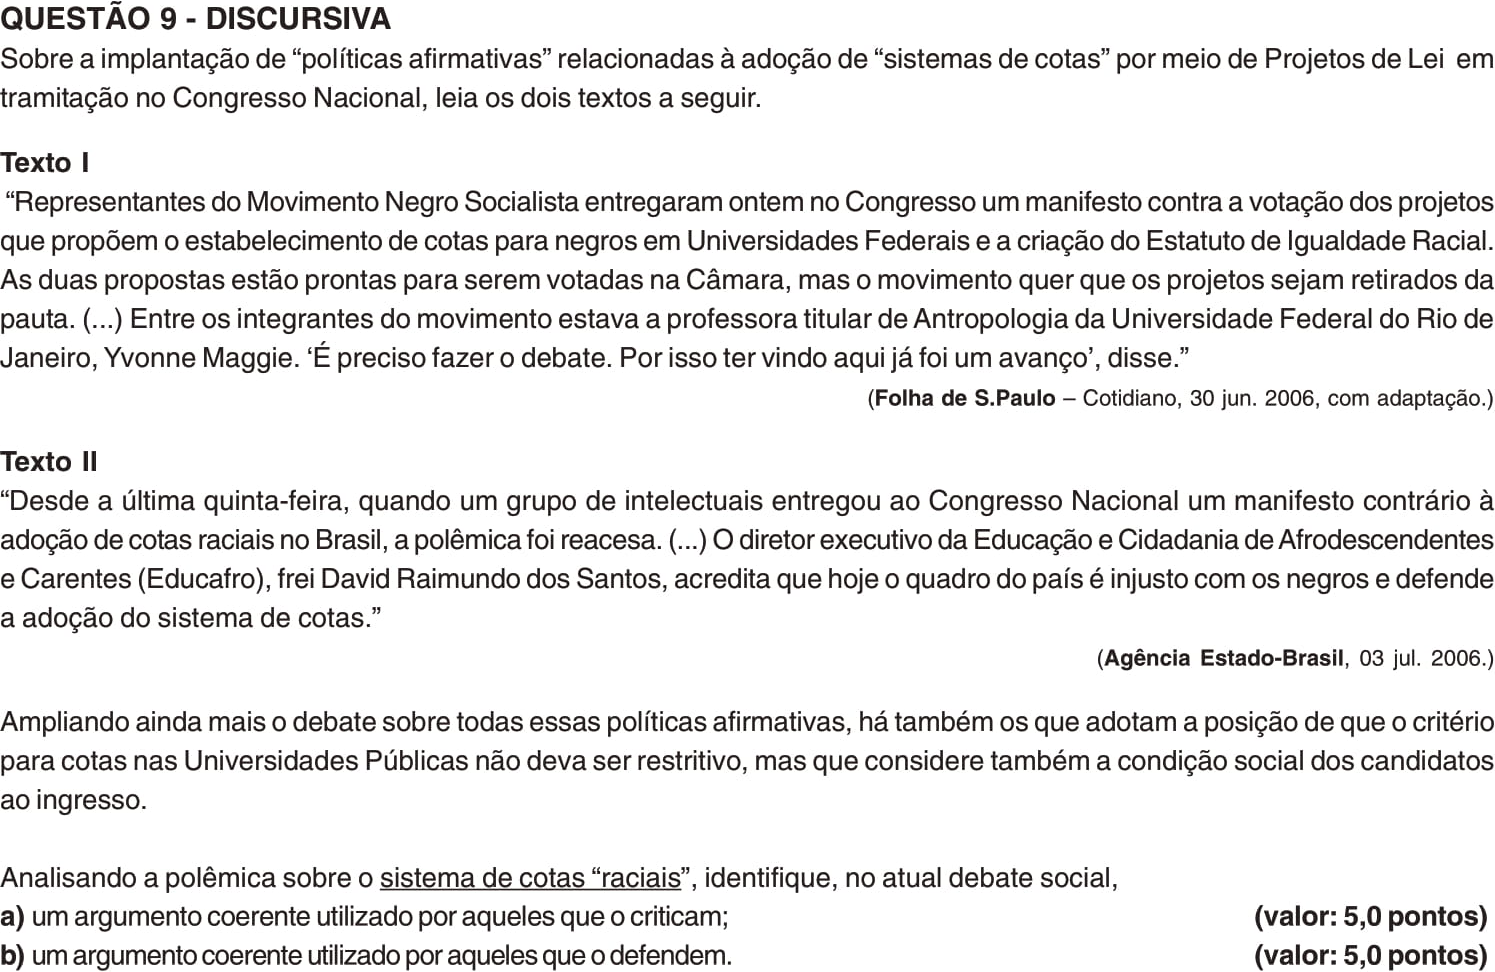 QUESTÃO 9 - DISCURSIVA
Sobre a implantação de “políticas afirmativas” relacionadas à adoção de “sistemas de cotas” por meio de Projetos de Lei em
tramitação no Congresso Nacional, leia os dois textos a seguir.
Texto I
“Representantes do Movimento Negro Socialista entregaram ontem no Congresso um manifesto contra a votação dos projetos
que propõem o estabelecimento de cotas para negros em Universidades Federais e a criação do Estatuto de Igualdade Racial.
As duas propostas estão prontas para serem votadas na Câmara, mas o movimento quer que os projetos sejam retirados da
pauta. (...) Entre os integrantes do movimento estava a professora titular de Antropologia da Universidade Federal do Rio de
Janeiro, Yvonne Maggie. ‘É preciso fazer o debate. Por isso ter vindo aqui já foi um avanço’, disse.”
(Folha de S.Paulo – Cotidiano, 30 jun. 2006, com adaptação.)
Texto II
“Desde a última quinta-feira, quando um grupo de intelectuais entregou ao Congresso Nacional um manifesto contrário à
adoção de cotas raciais no Brasil, a polêmica foi reacesa. (...) O diretor executivo da Educação e Cidadania de Afrodescendentes
e Carentes (Educafro), frei David Raimundo dos Santos, acredita que hoje o quadro do país é injusto com os negros e defende
a adoção do sistema de cotas.”
(Agência Estado-Brasil, 03 jul. 2006.)
Ampliando ainda mais o debate sobre todas essas políticas afirmativas, há também os que adotam a posição de que o critério
para cotas nas Universidades Públicas não deva ser restritivo, mas que considere também a condição social dos candidatos
ao ingresso.
Analisando a polêmica sobre o sistema de cotas “raciais”, identifique, no atual debate social,
a) um argumento coerente utilizado por aqueles que o criticam; (valor: 5,0 pontos)
b) um argumento coerente utilizado por aqueles que o defendem. (valor: 5,0 pontos)